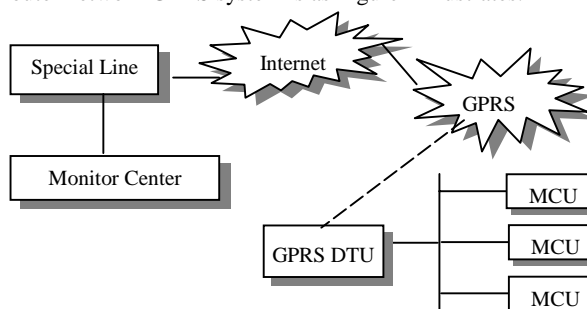 Special Line
Internet
GPRS
Monitor Center
MCU
GPRS DTU
MCU
MCU